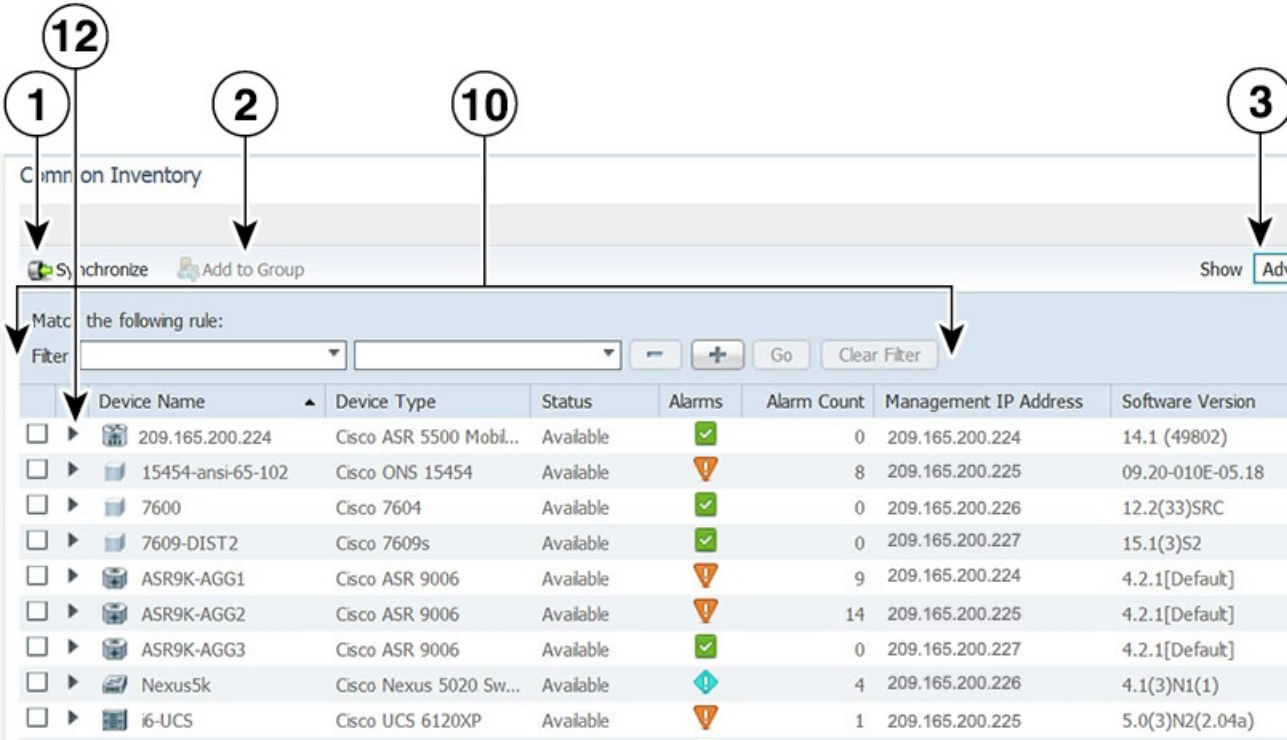 12
1 2 10 3
Common Inventory
Synchronize Add to Group Show Adv
Match the following rule:
Filter Go Clear Filter
Device Name Device Type Status Alarms Alarm Count Management IP Address Software Version
209.165.200.224 Cisco ASR 5500 Mobil... Available 0 209.165.200.224 14.1 (49802)
15454-ansi-65-102 Cisco ONS 15454 Available 8 209.165.200.225 09.20-010E-05.18
7600 Cisco 7604 Available 0 209.165.200.226 12.2(33)SRC
7609-DIST2 Cisco 7609s Available 0 209.165.200.227 15.1(3)S2
ASR9K-AGG1 Cisco ASR 9006 Available 9 209.165.200.224 4.2.1[Default]
ASR9K-AGG2 Cisco ASR 9006 Available 14 209.165.200.225 4.2.1[Default]
ASR9K-AGG3 Cisco ASR 9006 Available 0 209.165.200.227 4.2.1[Default]
Nexus5k Cisco Nexus 5020 Sw... Available 4 209.165.200.226 4.1(3)N1(1)
i6-UCS Cisco UCS 6120XP Available 1 209.165.200.225 5.0(3)N2(2.04a)